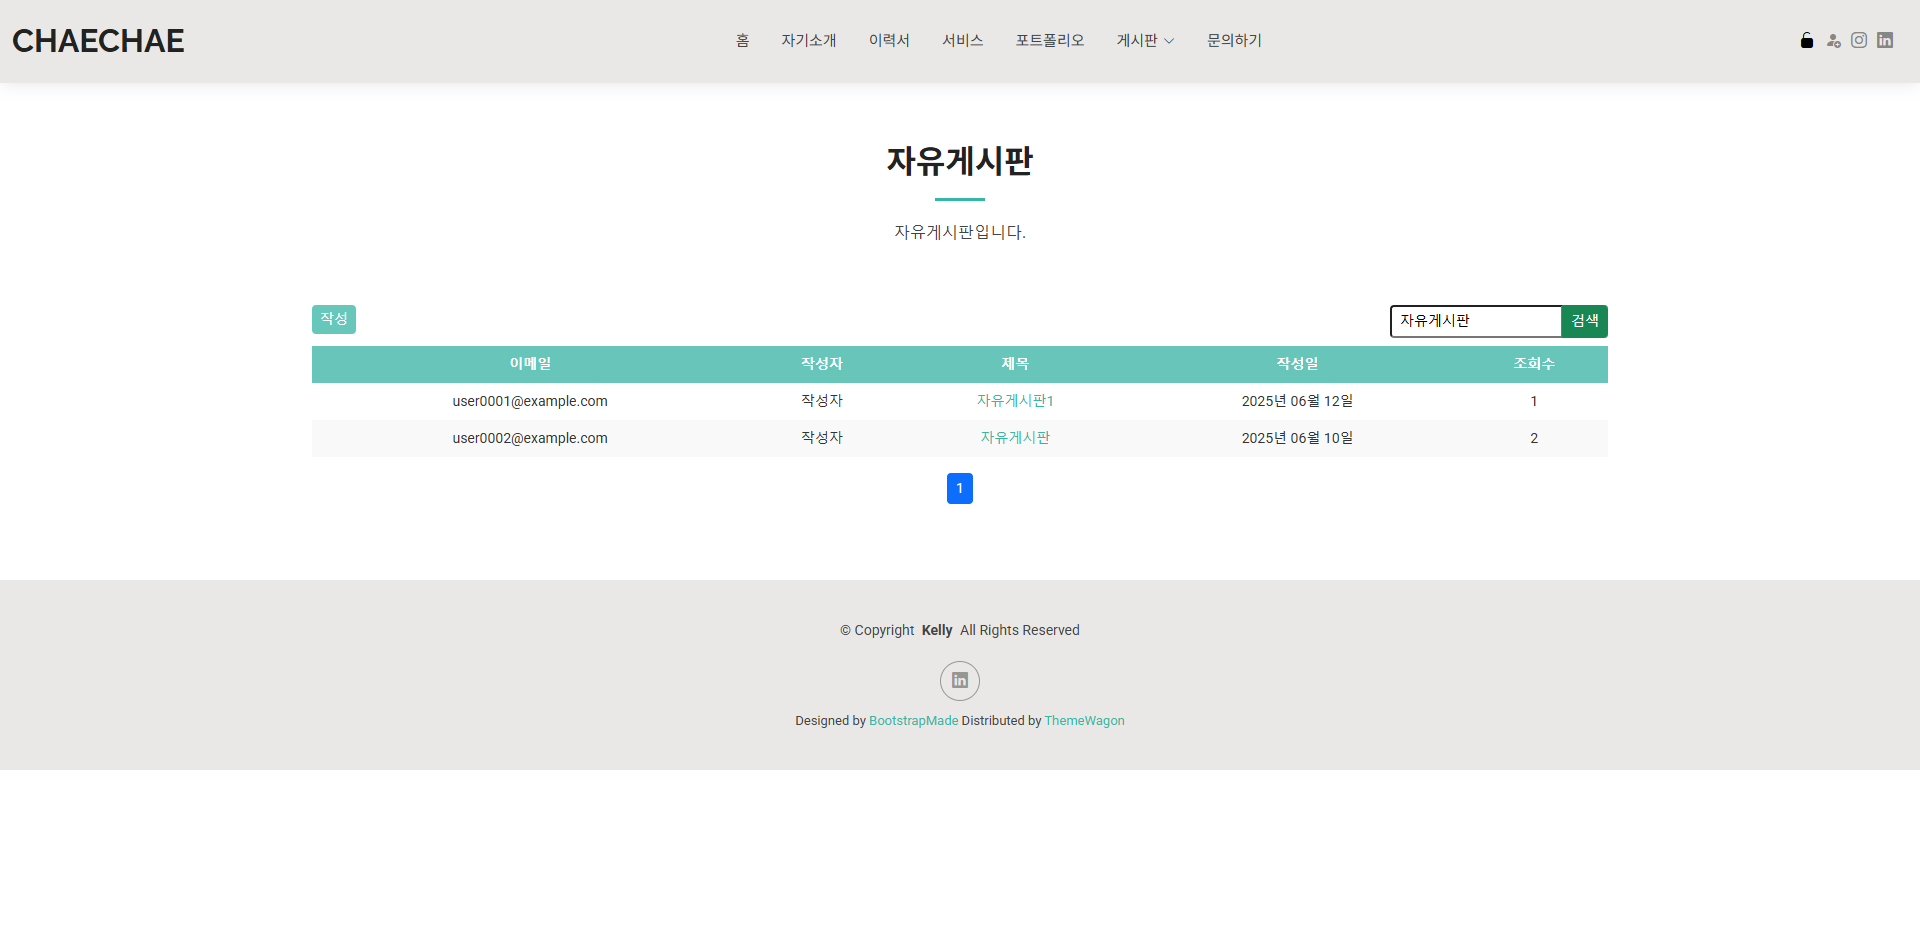 CHAECHAE 홈 자기소개 이력서 서비스 포트폴리오 게시판 문의하기
자유게시판
자유게시판입니다.
작성 자유게시판 검색
이메일 작성자 제목 작성일 조회수
user0001@example.com 작성자 자유게시판1 2025년 06월 12일 1
user0002@example.com 작성자 자유게시판 2025년 06월 10일 2
1
© Copyright Kelly All Rights Reserved
Designed by BootstrapMade Distributed by ThemeWagon